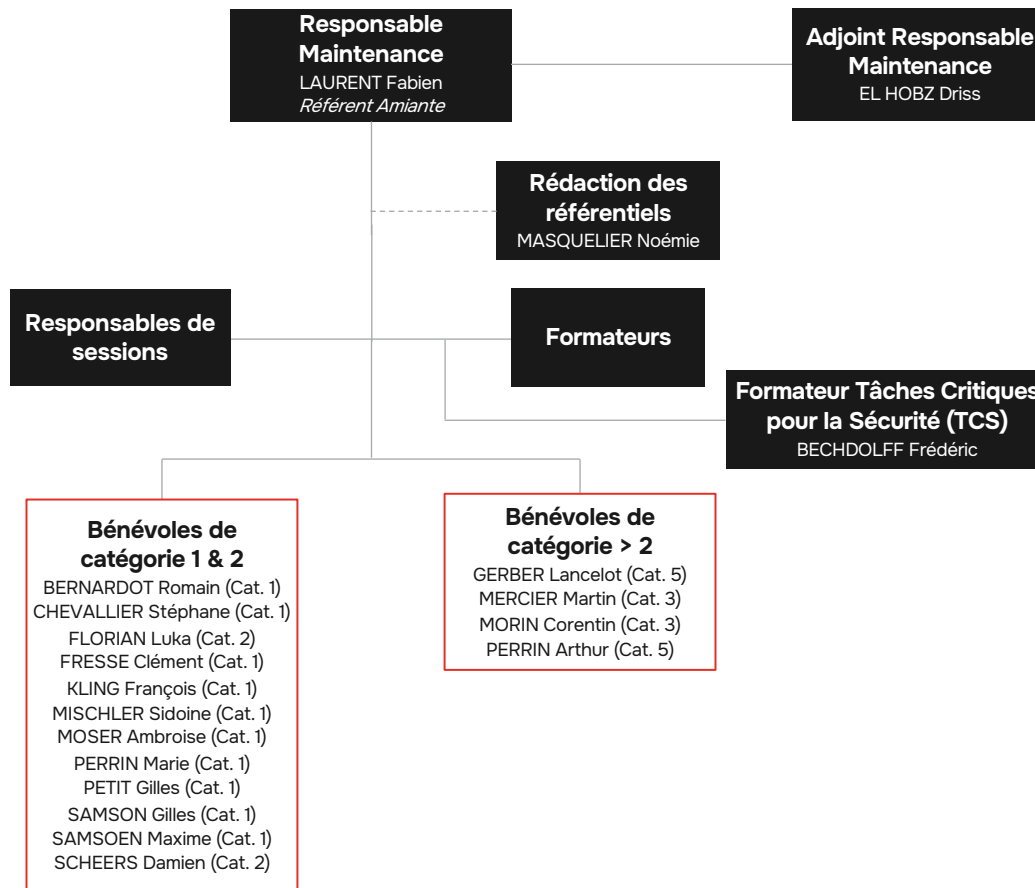 Responsable
Maintenance
LAURENT Fabien
Référent Amiante
Adjoint Responsable
Maintenance
EL HOBZ Driss
Rédaction des
référentiels
MASQUELIER Noémie
Responsables de
sessions
Formateurs
Formateur Tâches Critiques
pour la Sécurité (TCS)
BECHDOLFF Frédéric
Bénévoles de
catégorie 1 & 2
BERNARDOT Romain (Cat. 1)
CHEVALLIER Stéphane (Cat. 1)
FLORIAN Luka (Cat. 2)
FRESSE Clément (Cat. 1)
KLING François (Cat. 1)
MISCHLER Sidoine (Cat. 1)
MOSER Ambroise (Cat. 1)
PERRIN Marie (Cat. 1)
PETIT Gilles (Cat. 1)
SAMSON Gilles (Cat. 1)
SAMSOEN Maxime (Cat. 1)
SCHEERS Damien (Cat. 2)
Bénévoles de
catégorie > 2
GERBER Lancelot (Cat. 5)
MERCIER Martin (Cat. 3)
MORIN Corentin (Cat. 3)
PERRIN Arthur (Cat. 5)